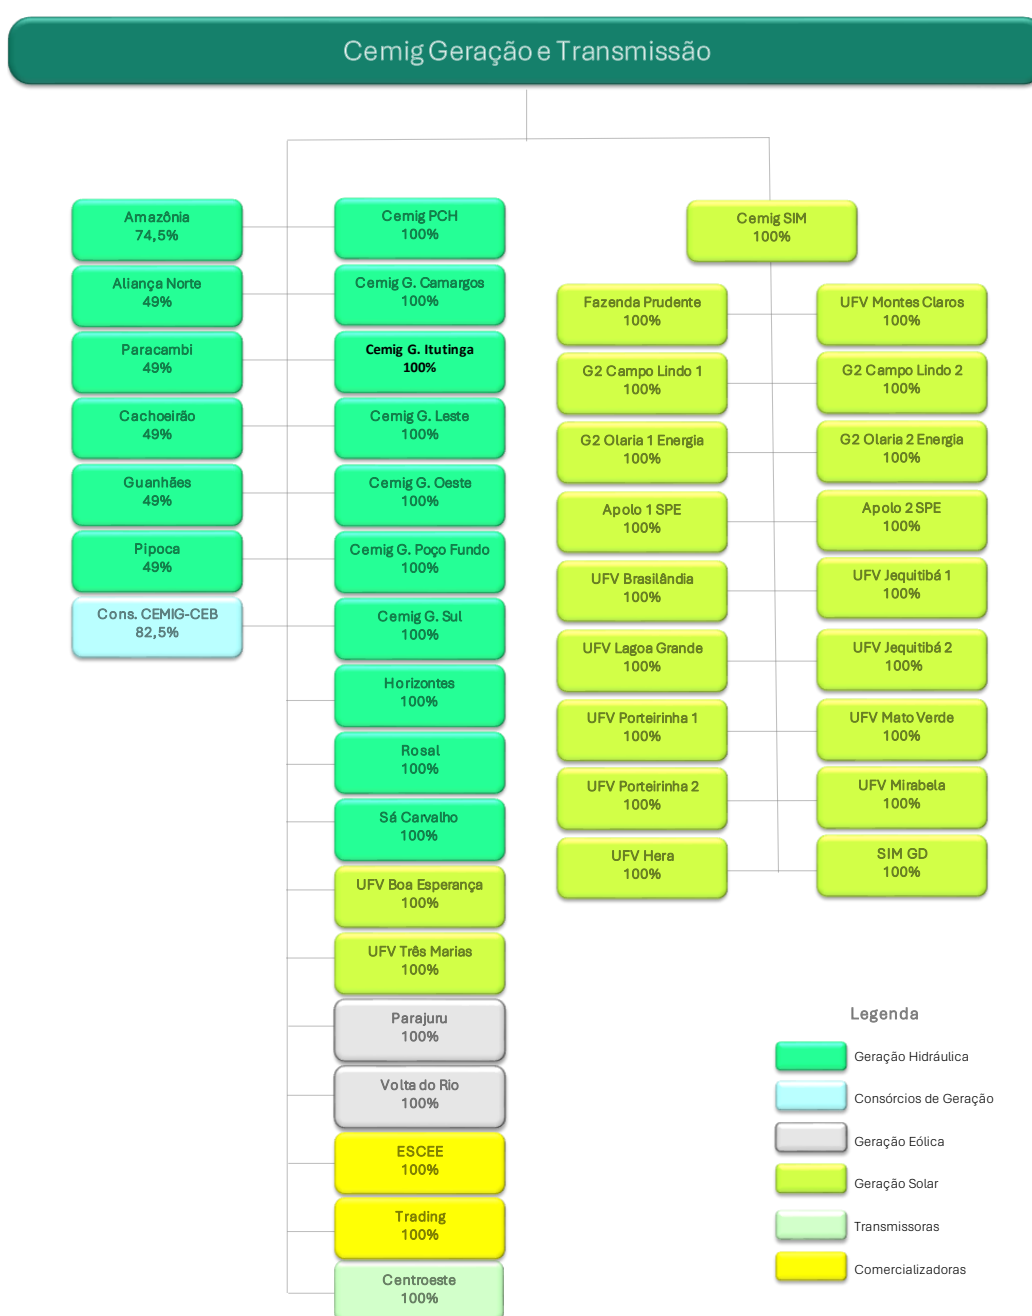 Cemig Geração e Transmissão
Amazônia
74,5%
Aliança Norte
49%
Paracambi
49%
Cachoeirão
49%
Guanhães
49%
Pipoca
49%
Cons. CEMIG-CEB
82,5%
Cemig PCH
100%
Cemig G. Camargos
100%
Cemig G. Itutinga
100%
Cemig G. Leste
100%
Cemig G. Oeste
100%
Cemig G. Poço Fundo
100%
Cemig G. Sul
100%
Horizontes
100%
Rosal
100%
Sá Carvalho
100%
UFV Boa Esperança
100%
UFV Três Marias
100%
Parajuru
100%
Volta do Rio
100%
ESCEE
100%
Trading
100%
Centroeste
100%
Cemig SIM
100%
Fazenda Prudente
100%
G2 Campo Lindo 1
100%
G2 Olaria 1 Energia
100%
Apolo 1 SPE
100%
UFV Brasilândia
100%
UFV Lagoa Grande
100%
UFV Porteirinha 1
100%
UFV Porteirinha 2
100%
UFV Hera
100%
UFV Montes Claros
100%
G2 Campo Lindo 2
100%
G2 Olaria 2 Energia
100%
Apolo 2 SPE
100%
UFV Jequitibá 1
100%
UFV Jequitibá 2
100%
UFV Mato Verde
100%
UFV Mirabela
100%
SIM GD
100%
Legenda
Geração Hidráulica
Consórcios de Geração
Geração Eólica
Geração Solar
Transmissoras
Comercializadoras